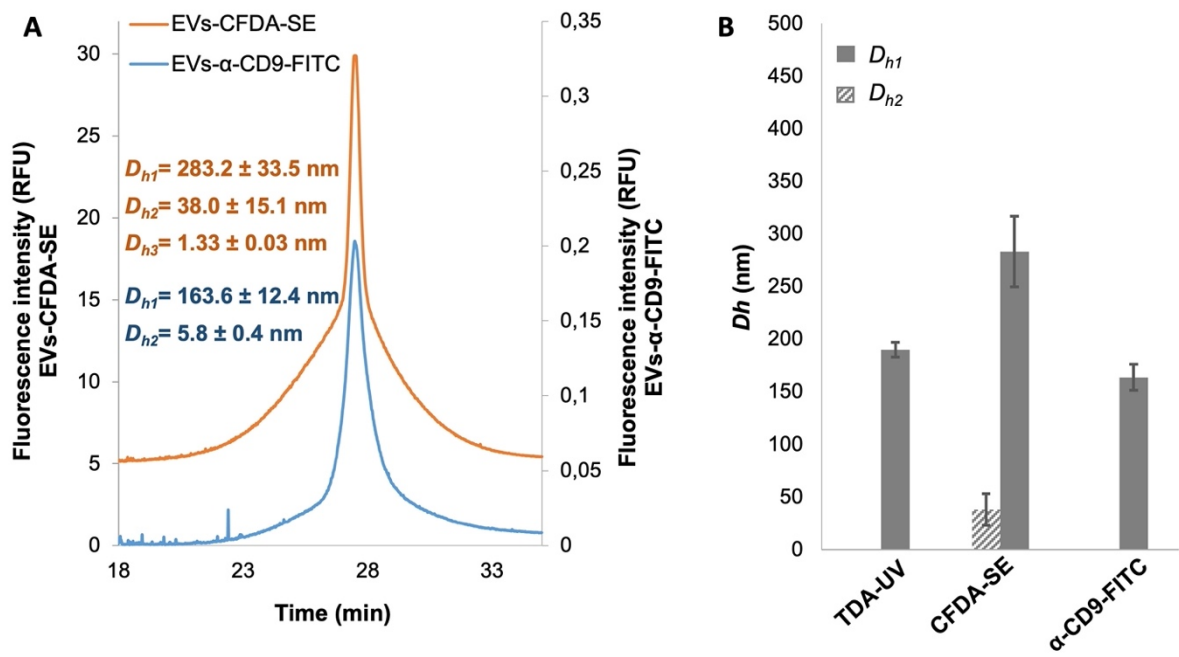 A
EVs-CFDA-SE
EVs-α-CD9-FITC
30
25
20
15
10
5
0
0,35
0,3
0,25
0,2
0,15
0,1
0,05
0
Fluorescence intensity (RFU)
EVs-CFDA-SE
Dh1= 283.2 ± 33.5 nm
Dh2= 38.0 ± 15.1 nm
Dh3= 1.33 ± 0.03 nm
Dh1= 163.6 ± 12.4 nm
Dh2= 5.8 ± 0.4 nm
Fluorescence intensity (RFU)
EVs-α-CD9-FITC
18
23
28
33
Time (min)
B
500
450
400
350
300
250
200
150
100
50
0
Dh (nm)
Dh1
Dh2
TDA-UV
CFDA-SE
α-CD9-FITC